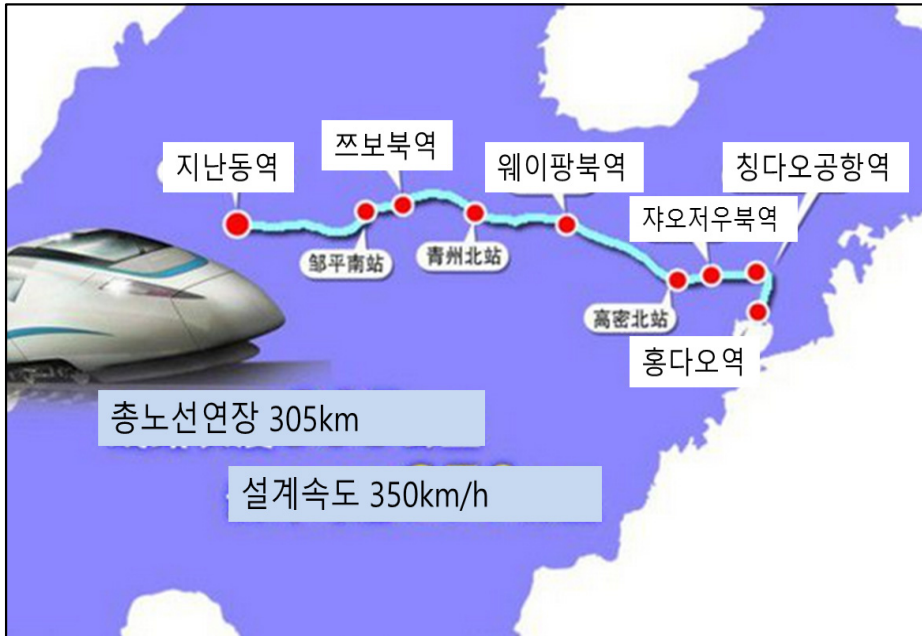 지난동역
쯔보북역
웨이팡북역
칭다오공항역
쟈오저우북역
邹平南站
青州北站
高密北站
홍다오역
총노선연장 305km
설계속도 350km/h